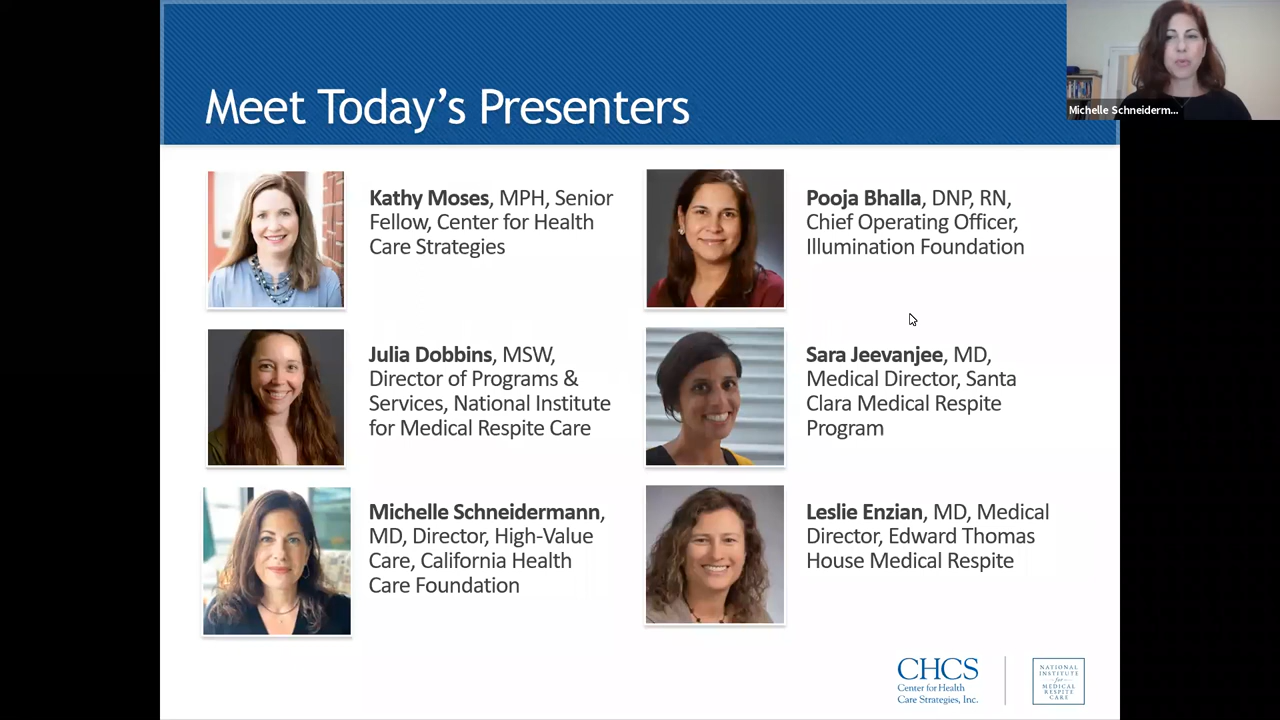 Meet Today's Presenters
Michelle Schneiderm...
Kathy Moses, MPH, Senior
Fellow, Center for Health
Care Strategies
Julia Dobbins, MSW,
Director of Programs &
Services, National Institute
for Medical Respite Care
Michelle Schneidermann,
MD, Director, High-Value
Care, California Health
Care Foundation
Pooja Bhalla, DNP, RN,
Chief Operating Officer,
Illumination Foundation
Sara Jeevanjee, MD,
Medical Director, Santa
Clara Medical Respite
Program
Leslie Enzian, MD, Medical
Director, Edward Thomas
House Medical Respite
CHCS
Center for Health
Care Strategies, Inc.
NATIONAL
INSTITUTE
for
MEDICAL
RESPITE
CARE